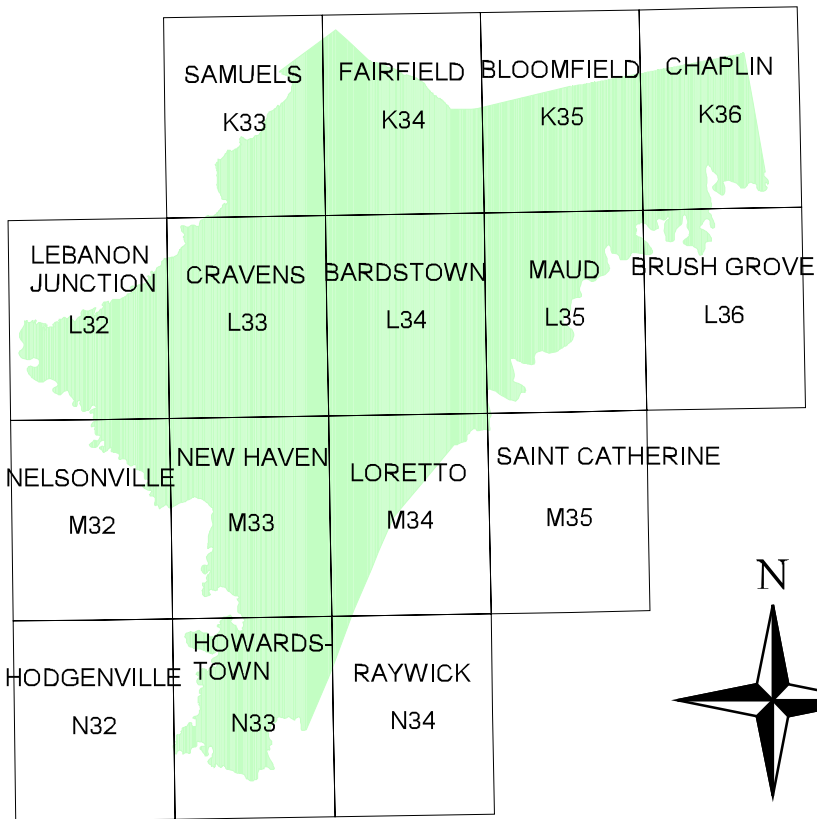 SAMUELS
K33
FAIRFIELD
K34
BLOOMFIELD
K35
CHAPLIN
K36
LEBANON
JUNCTION
L32
CRAVENS
L33
BARDSTOWN
L34
MAUD
L35
BRUSH GROVE
L36
NELSONVILLE
M32
NEW HAVEN
M33
LORETTO
M34
SAINT CATHERINE
M35
HODGENVILLE
N32
HOWARDS-
TOWN
N33
RAYWICK
N34
N